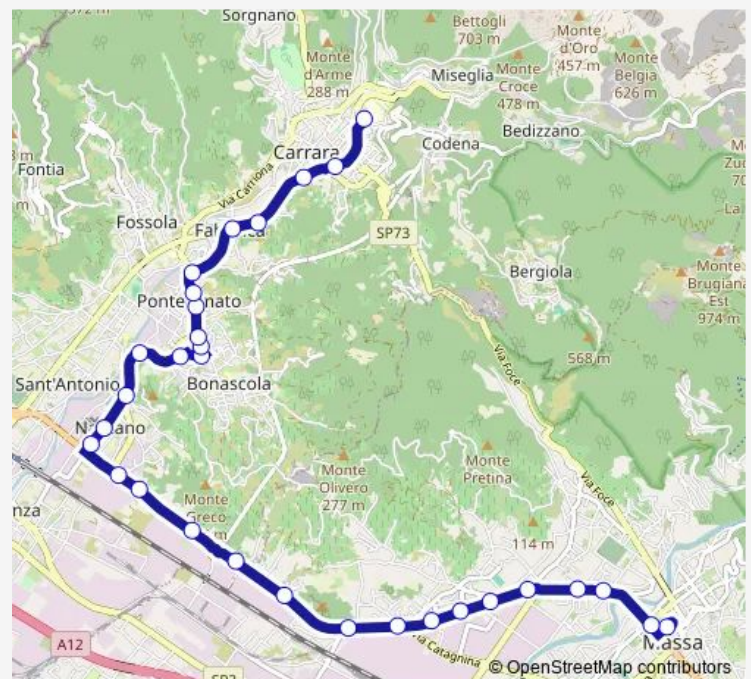 Sorgnano
Bettogli
703 m
Monte
d'Oro
457 m
Monte
d'Arme
288 m
Miseglia
Monte
Croce
478 m
Monte
Belgia
626 m
Bedizzano
Carrara
Codena
Fontia
Via Carriona
Fossola
SP73
Bergiola
Monte
Brugiana
Est
974 m
Via Foce
568 m
Sant'Antonio
Bonascola
Monte
Olivero
277 m
Monte
Pretina
Monte
Greco
114 m
Via Foce
A12
Massa
© OpenStreetMap contributors